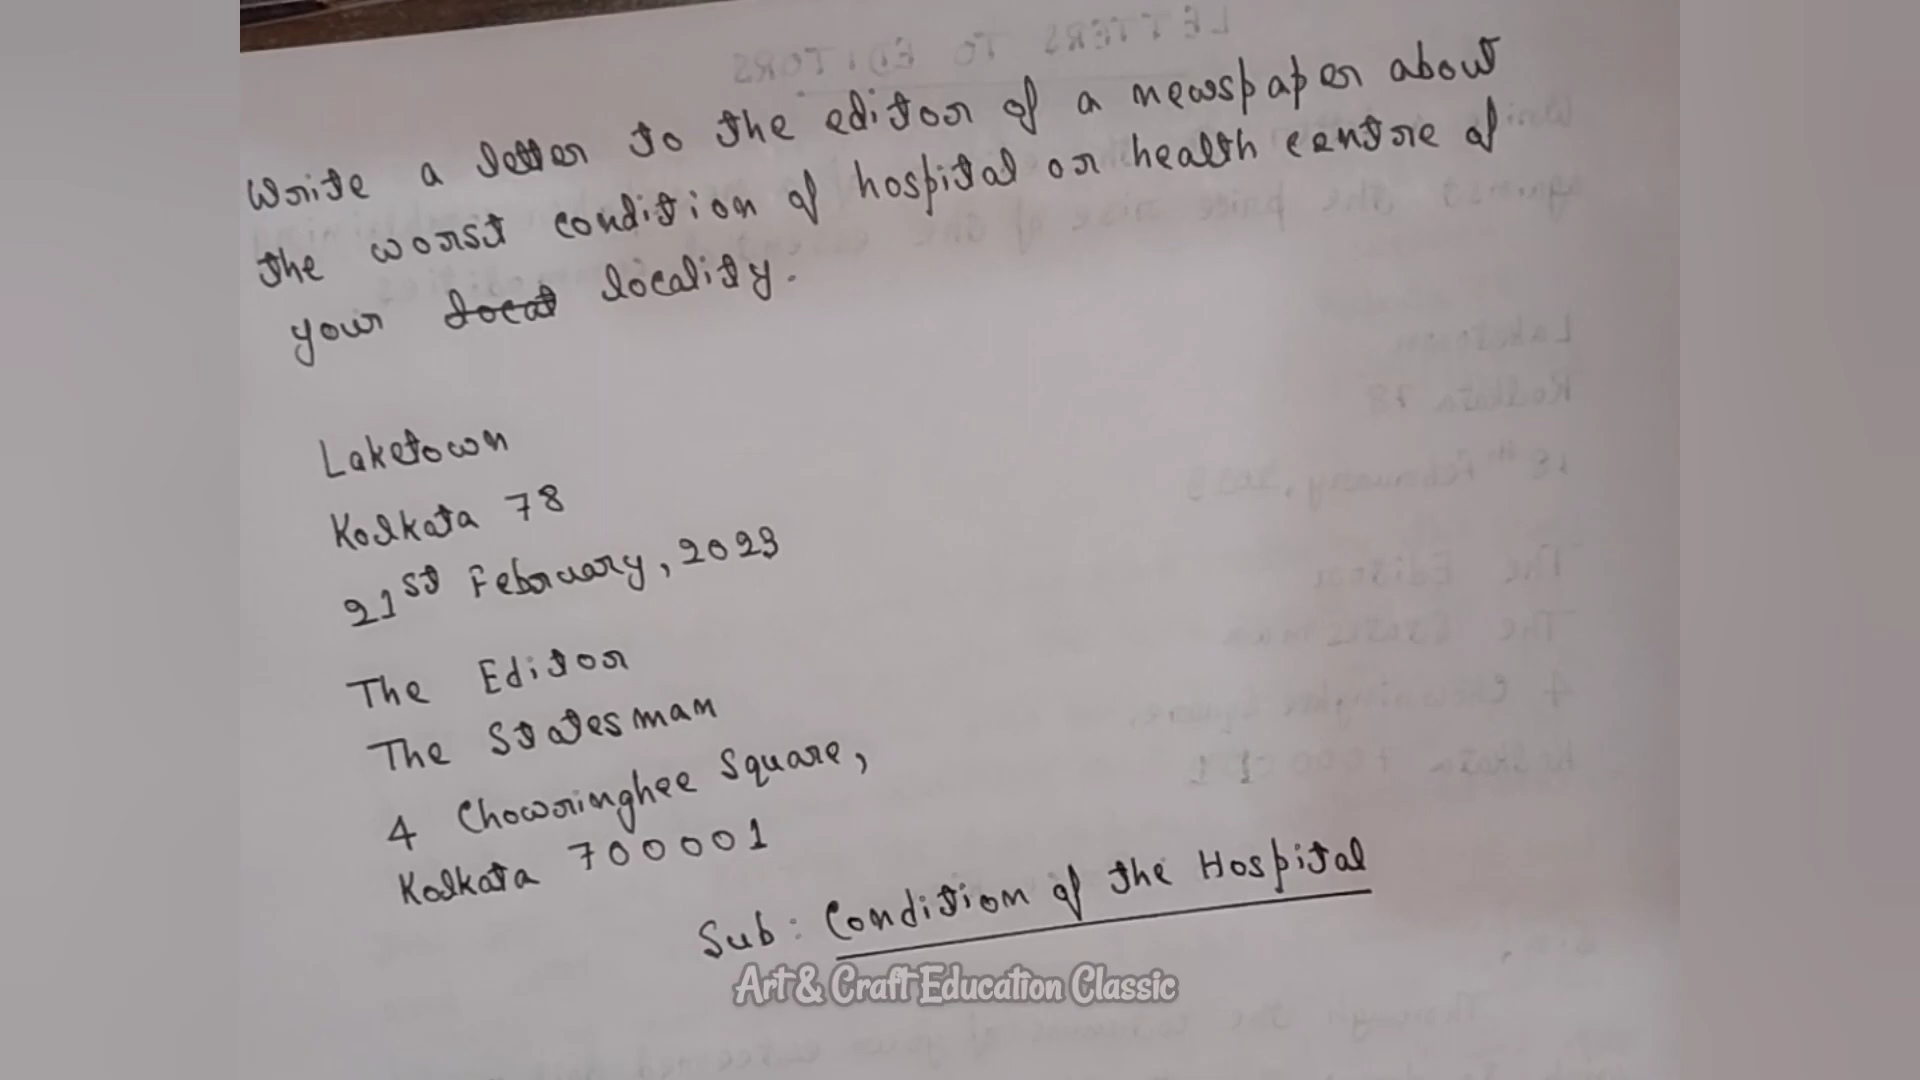 Write a letter to the editor of a newspaper about
the worst condition of hospital or health centre of
your locat locality.
Laketown
Kolkata 78
21st February, 2023
The Editor
The Statesman
4 Chowringhee Square,
Kolkata 700001
Sub: Condition of the Hospital
Art & Craft Education Classic